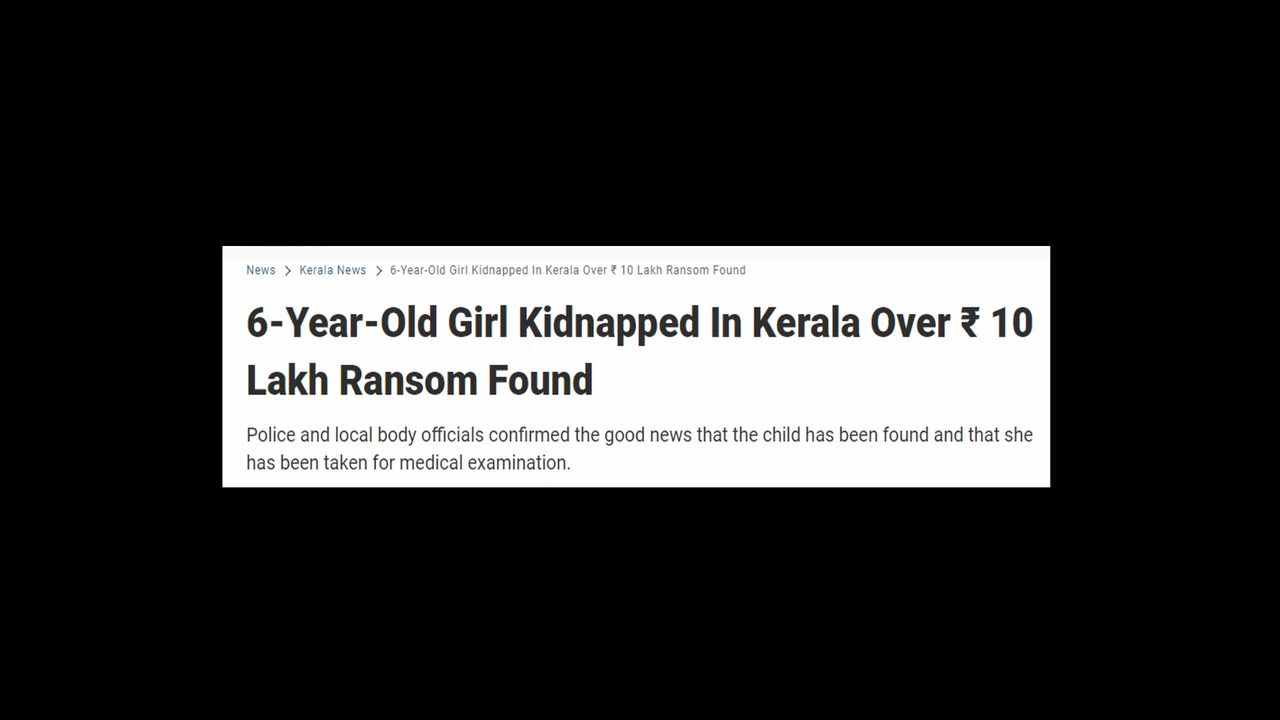 News > Kerala News > 6-Year-Old Girl Kidnapped In Kerala Over ₹ 10 Lakh Ransom Found
6-Year-Old Girl Kidnapped In Kerala Over ₹ 10
Lakh Ransom Found
Police and local body officials confirmed the good news that the child has been found and that she
has been taken for medical examination.